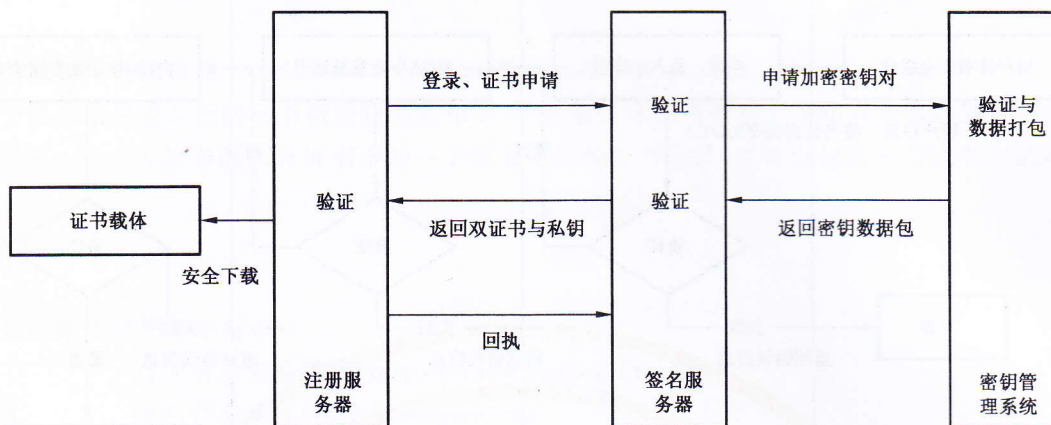 登录、证书申请
申请加密密钥对
验证
验证与
数据打包
证书载体
验证
验证
返回双证书与私钥
返回密钥数据包
安全下载
回执
注册服
务器
签名服
务器
密钥管
理系统